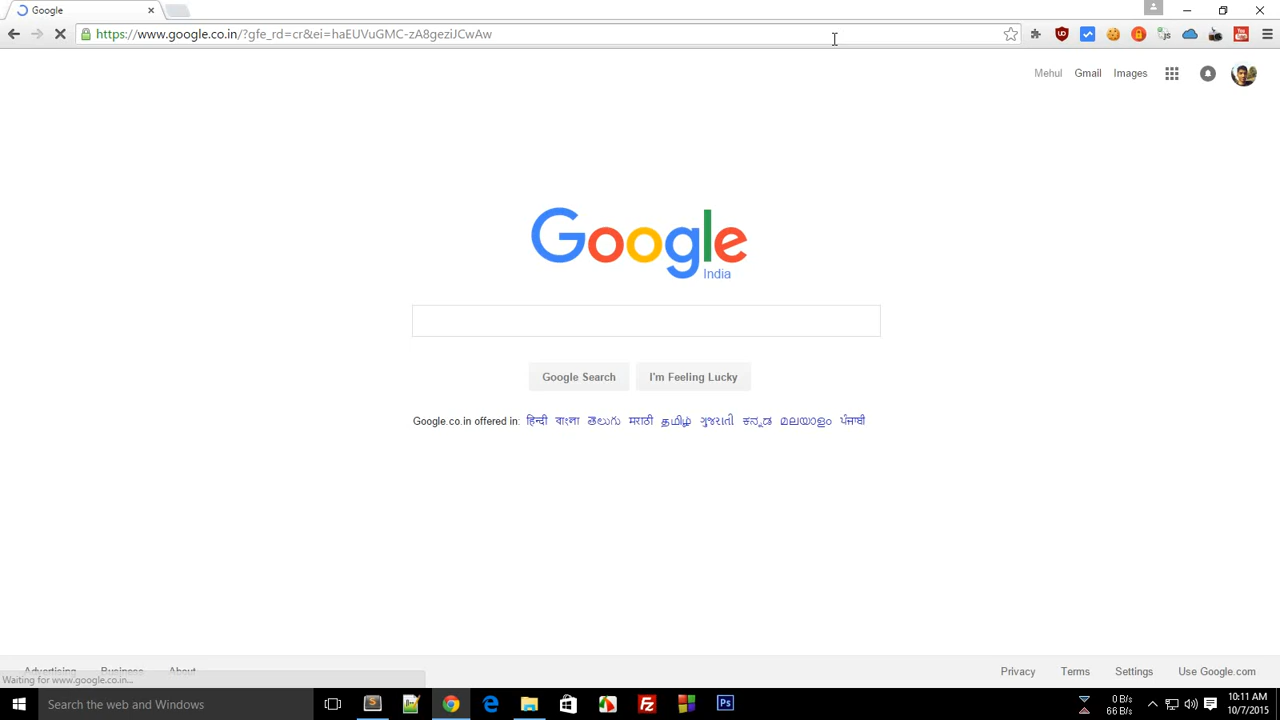 Google
https://www.google.co.in/?gfe_rd=cr&ei=haEUVuGMC-zA8geziJCwAw
Mehul Gmail Images
Google
India
Google Search I'm Feeling Lucky
Google.co.in offered in: हिन्दी বাংলা తెలుగు मराठी தமிழ் ગુજરાતી ಕನ್ನಡ മലയാളം ਪੰਜਾਬੀ
Advertising Business About Privacy Terms Settings Use Google.com
Waiting for www.google.co.in...
Search the web and Windows
0 B/s
66 B/s
10:11 AM
10/7/2015